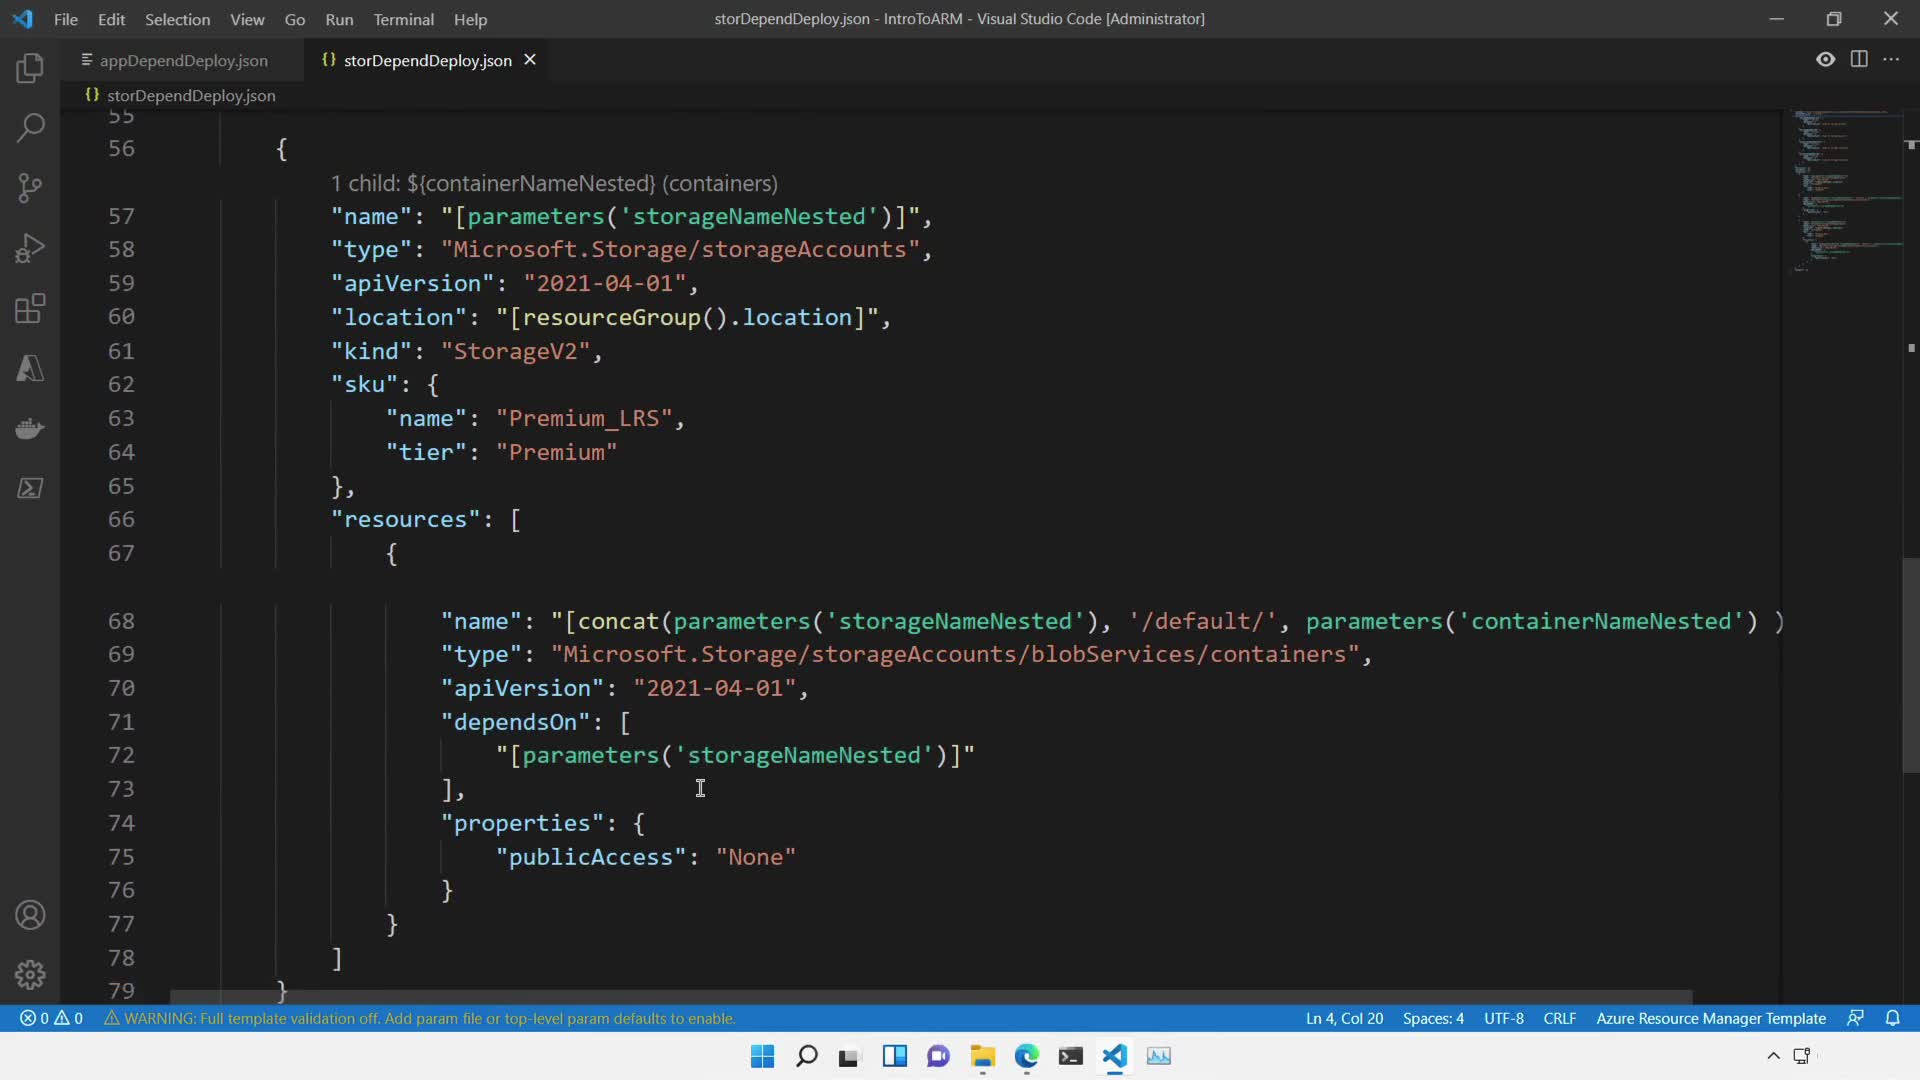 File Edit Selection View Go Run Terminal Help
storDependDeploy.json - IntroToARM - Visual Studio Code [Administrator]
appDependDeploy.json
{} storDependDeploy.json
{} storDependDeploy.json
55
56 {
1 child: ${containerNameNested} (containers)
57 "name": "[parameters('storageNameNested')]",
58 "type": "Microsoft.Storage/storageAccounts",
59 "apiVersion": "2021-04-01",
60 "location": "[resourceGroup().location]",
61 "kind": "StorageV2",
62 "sku": {
63 "name": "Premium_LRS",
64 "tier": "Premium"
65 },
66 "resources": [
67 {
68 "name": "[concat(parameters('storageNameNested'), '/default/', parameters('containerNameNested') )
69 "type": "Microsoft.Storage/storageAccounts/blobServices/containers",
70 "apiVersion": "2021-04-01",
71 "dependsOn": [
72 "[parameters('storageNameNested')]"
73 ],
74 "properties": {
75 "publicAccess": "None"
76 }
77 }
78 ]
79 }
0 0 WARNING: Full template validation off. Add param file or top-level param defaults to enable.
Ln 4, Col 20 Spaces: 4 UTF-8 CRLF Azure Resource Manager Template